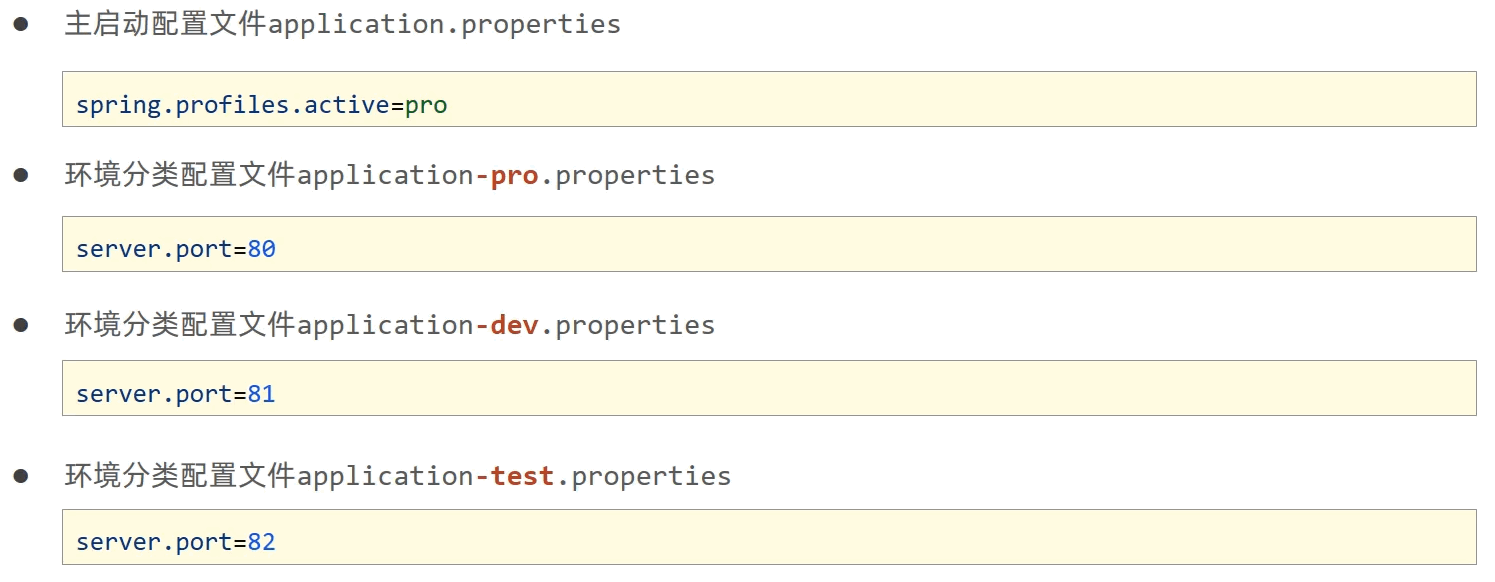 ● 主启动配置文件application.properties
spring.profiles.active=pro
● 环境分类配置文件application-pro.properties
server.port=80
● 环境分类配置文件application-dev.properties
server.port=81
● 环境分类配置文件application-test.properties
server.port=82